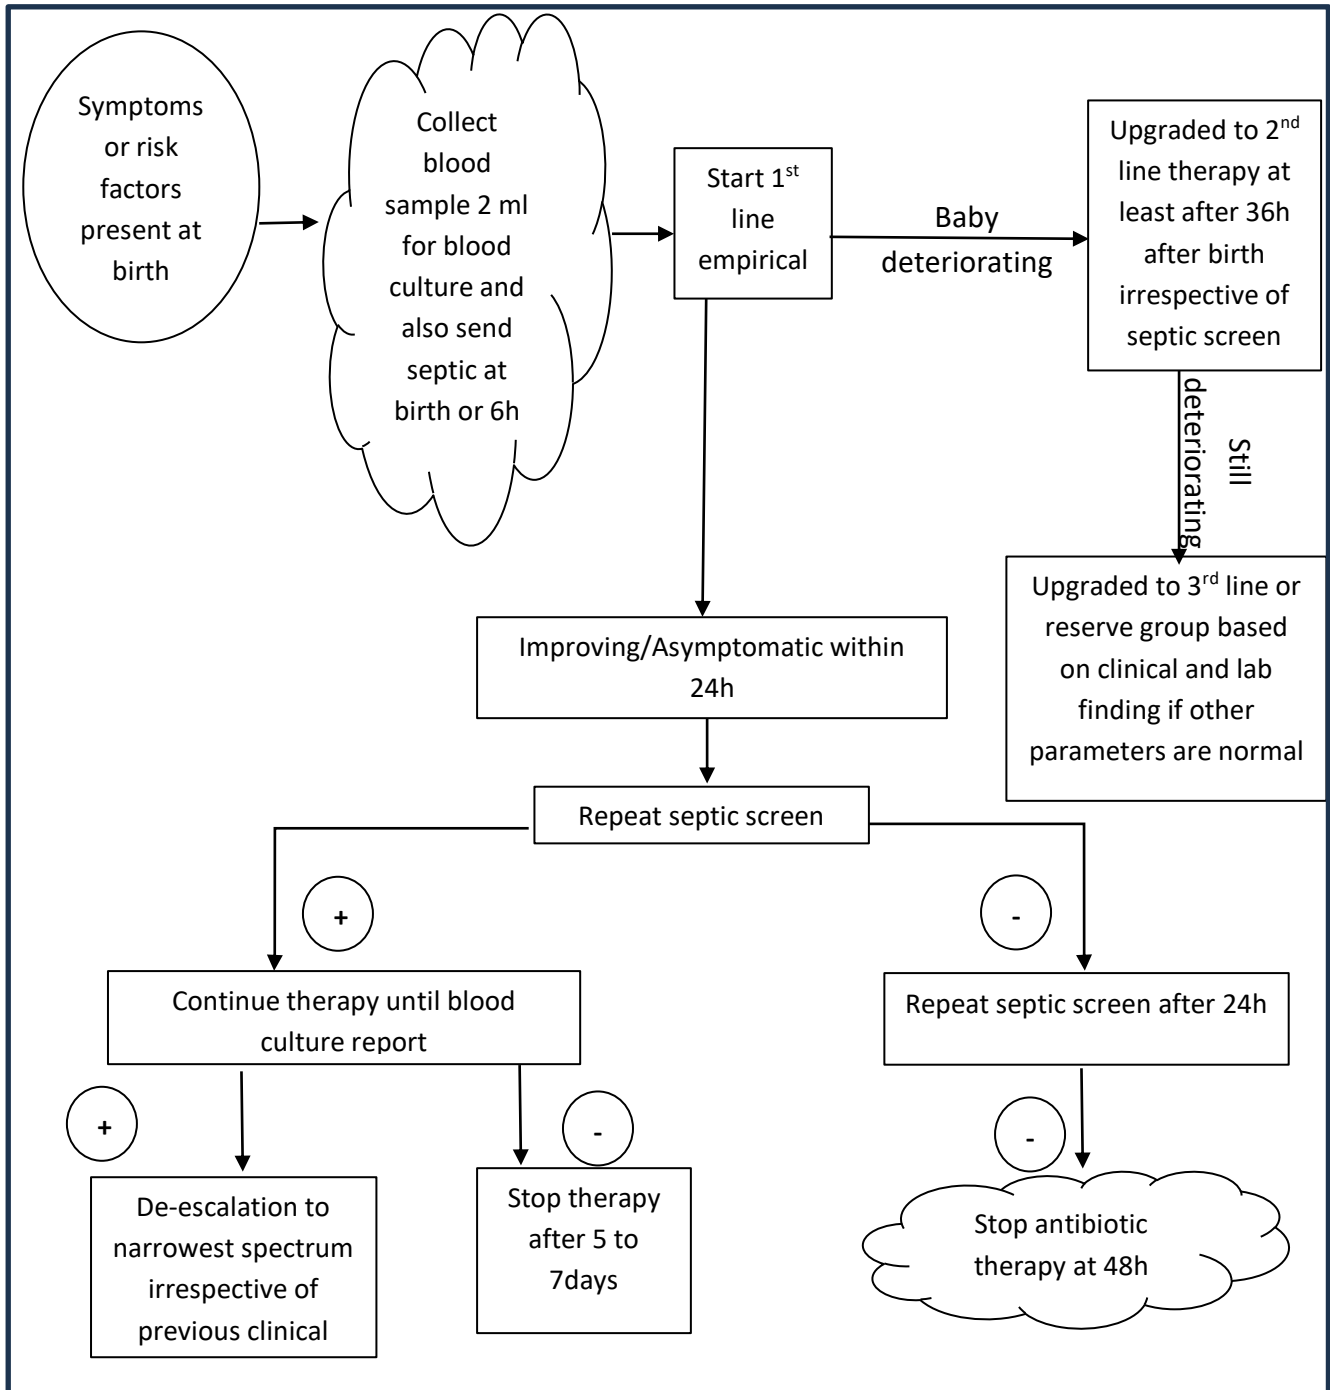 Symptoms
or risk
factors
present at
birth
Collect
blood
sample 2 ml
for blood
culture and
also send
septic at
birth or 6h
Start 1st
line
empirical
Baby
deteriorating
Upgraded to 2nd
line therapy at
least after 36h
after birth
irrespective of
septic screen
Still
deteriorating
Upgraded to 3rd line or
reserve group based
on clinical and lab
finding if other
parameters are normal
Improving/Asymptomatic within
24h
Repeat septic screen
+
-
Continue therapy until blood
culture report
Repeat septic screen after 24h
+
-
-
De-escalation to
narrowest spectrum
irrespective of
previous clinical
Stop therapy
after 5 to
7days
Stop antibiotic
therapy at 48h